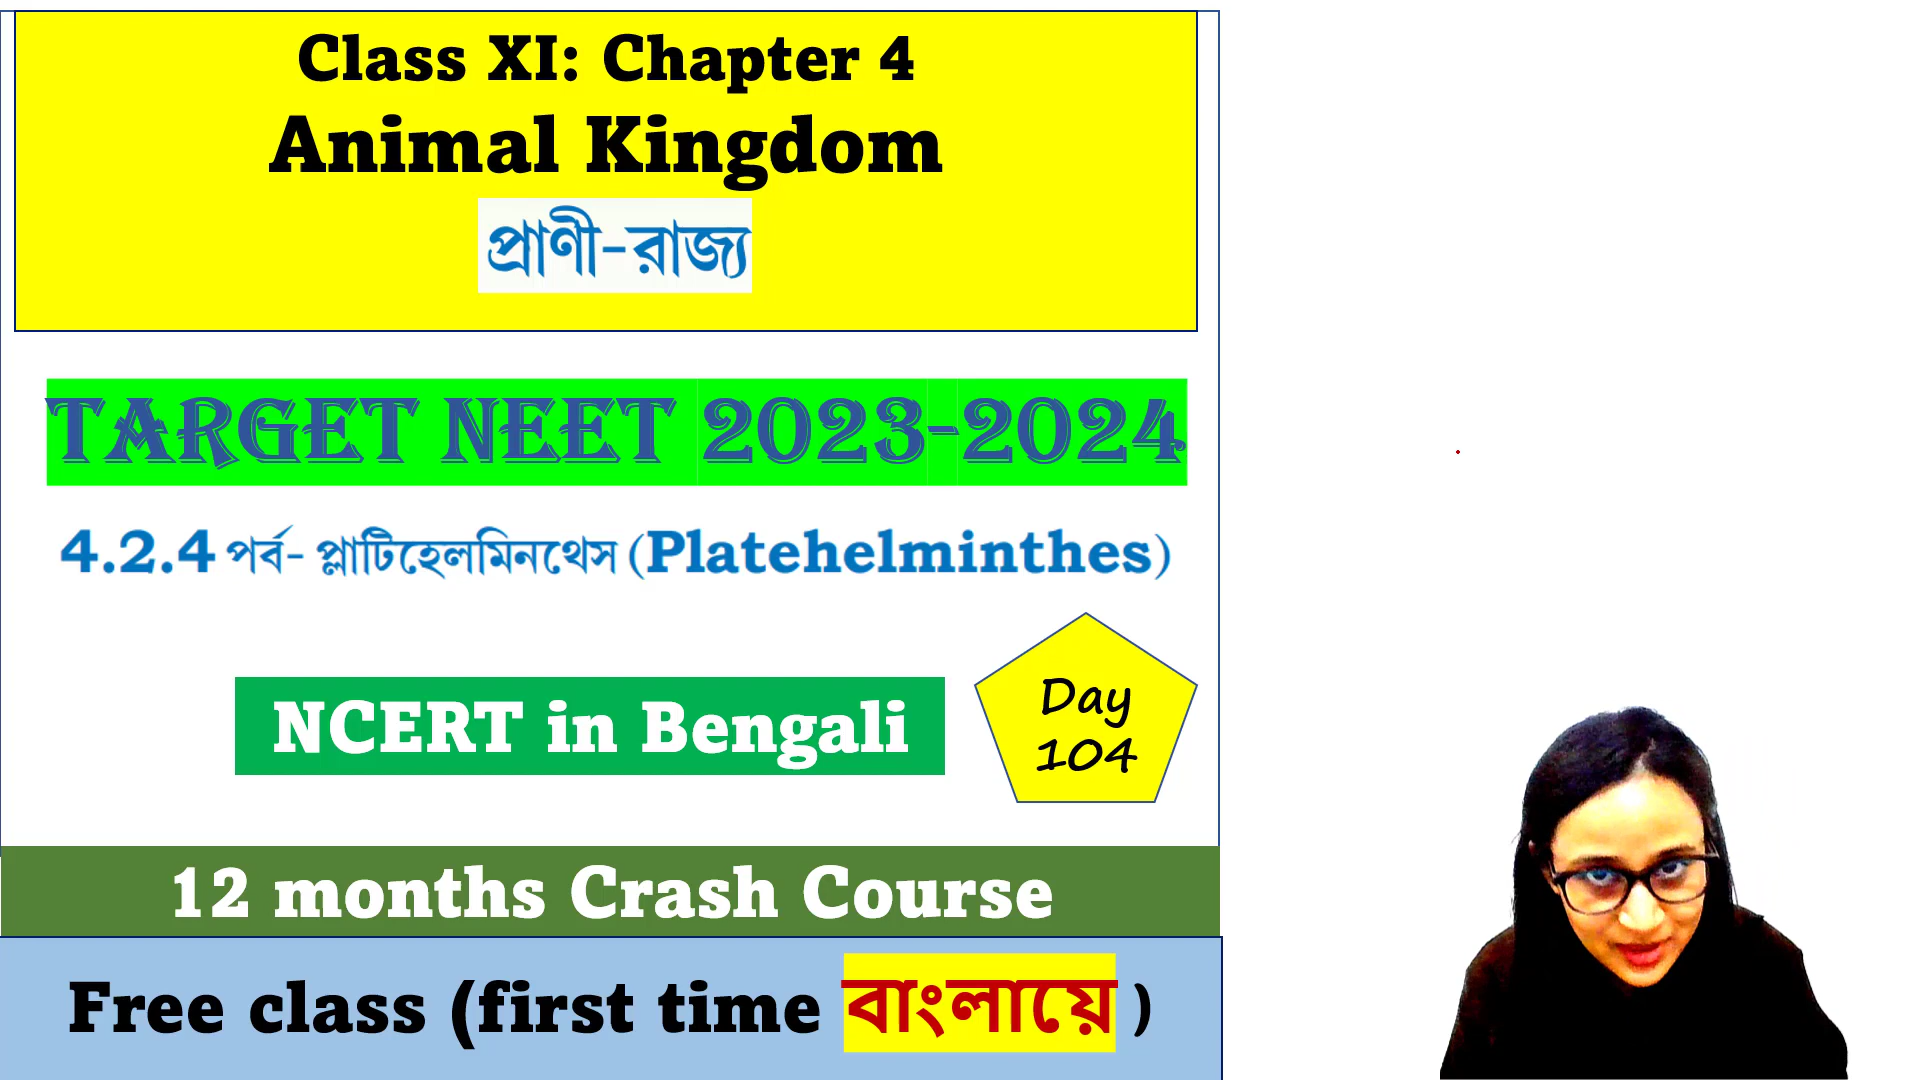 Class XI: Chapter 4
Animal Kingdom
প্রাণী-রাজ্য
TARGET NEET 2023-2024
4.2.4 পর্ব- প্লাটিহেলমিনথেস (Platehelminthes)
NCERT in Bengali
Day
104
12 months Crash Course
Free class (first time বাংলায়ে )